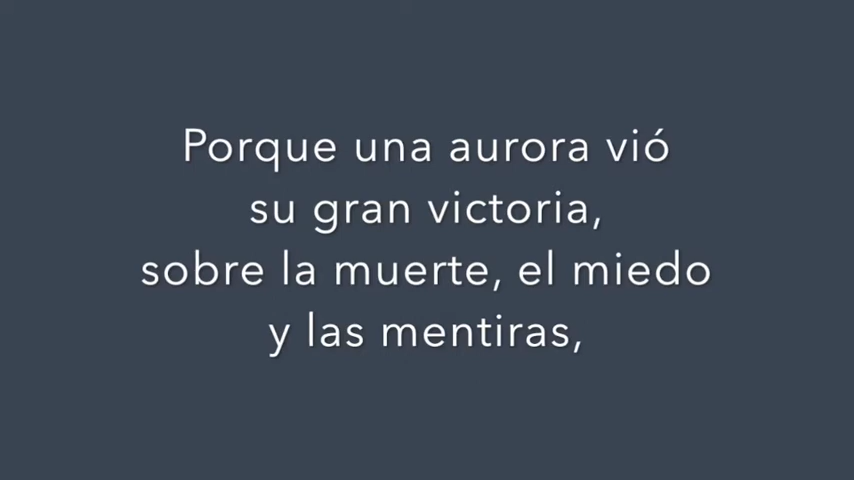 Porque una aurora vió
su gran victoria,
sobre la muerte, el miedo
y las mentiras,